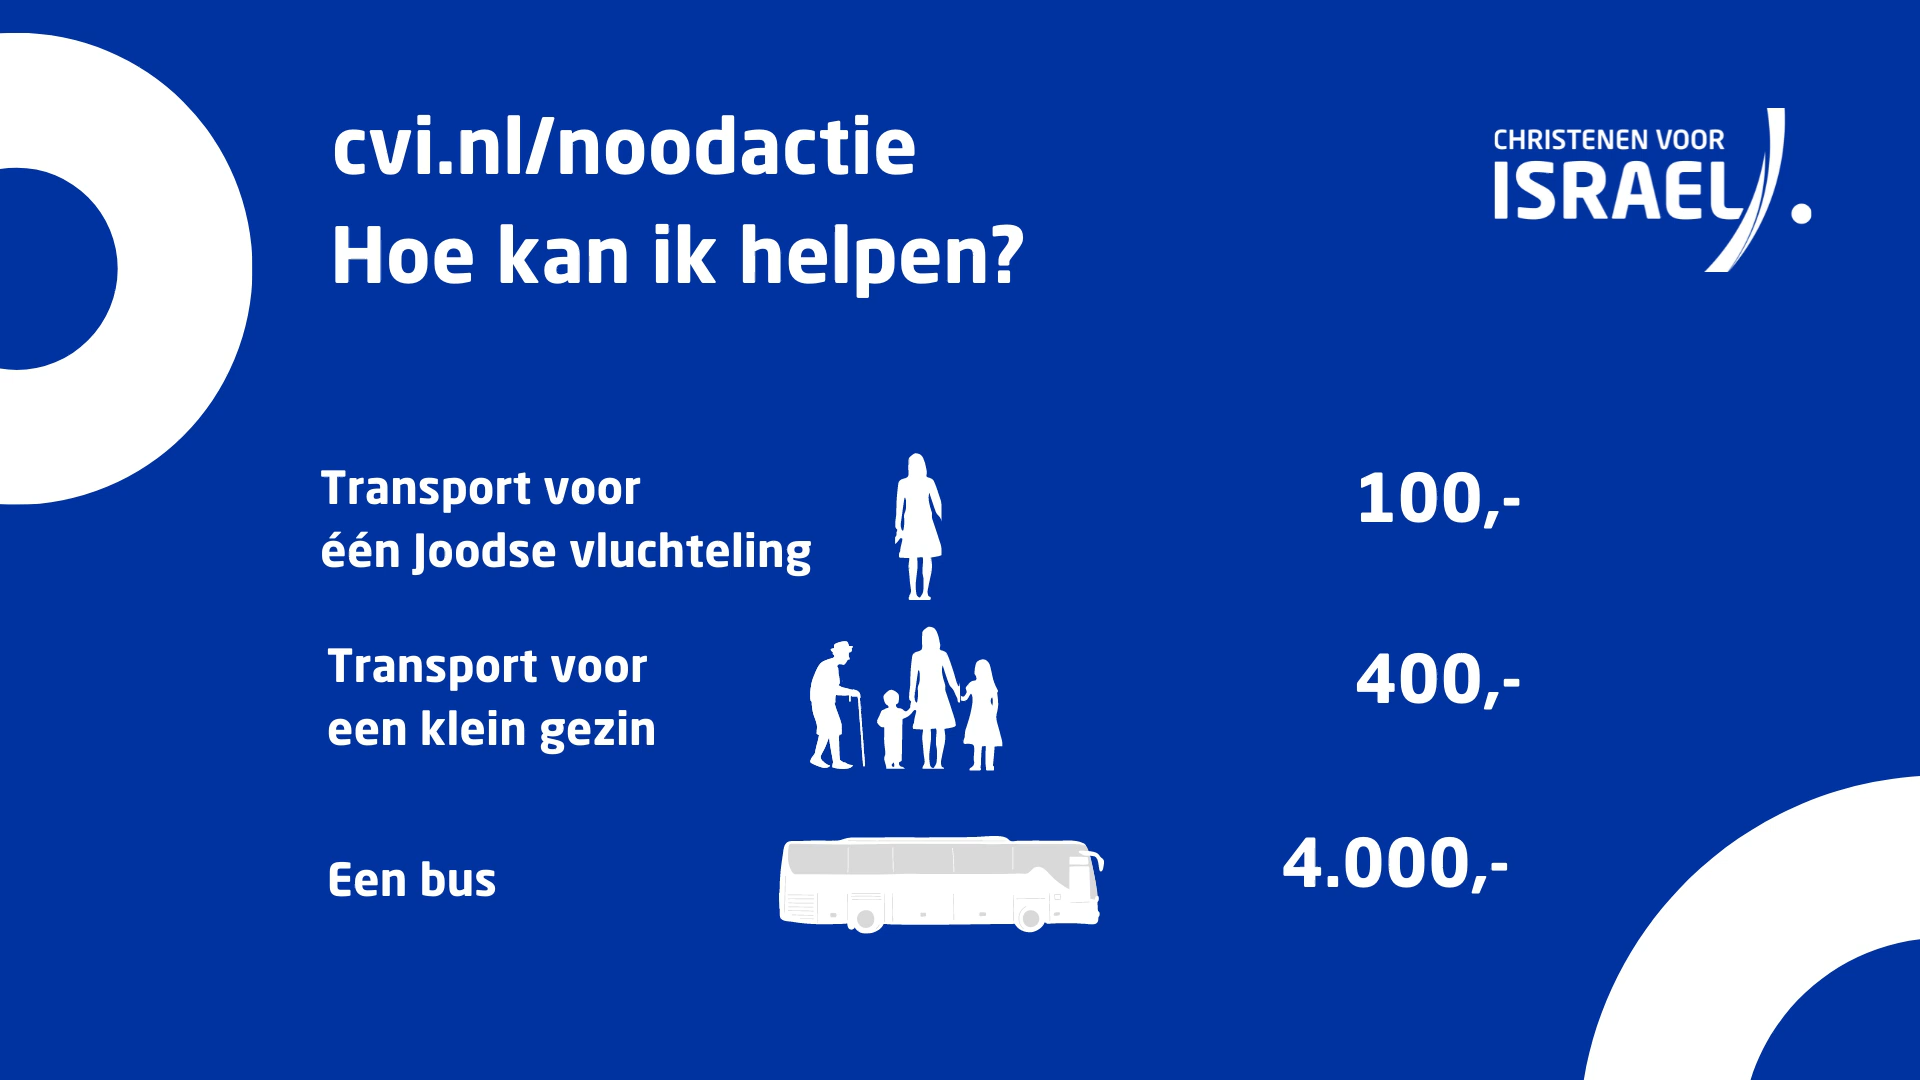 cvi.nl/noodactie
Hoe kan ik helpen?
CHRISTENEN VOOR
ISRAEL
Transport voor
één Joodse vluchteling
100,-
Transport voor
een klein gezin
400,-
Een bus
4.000,-